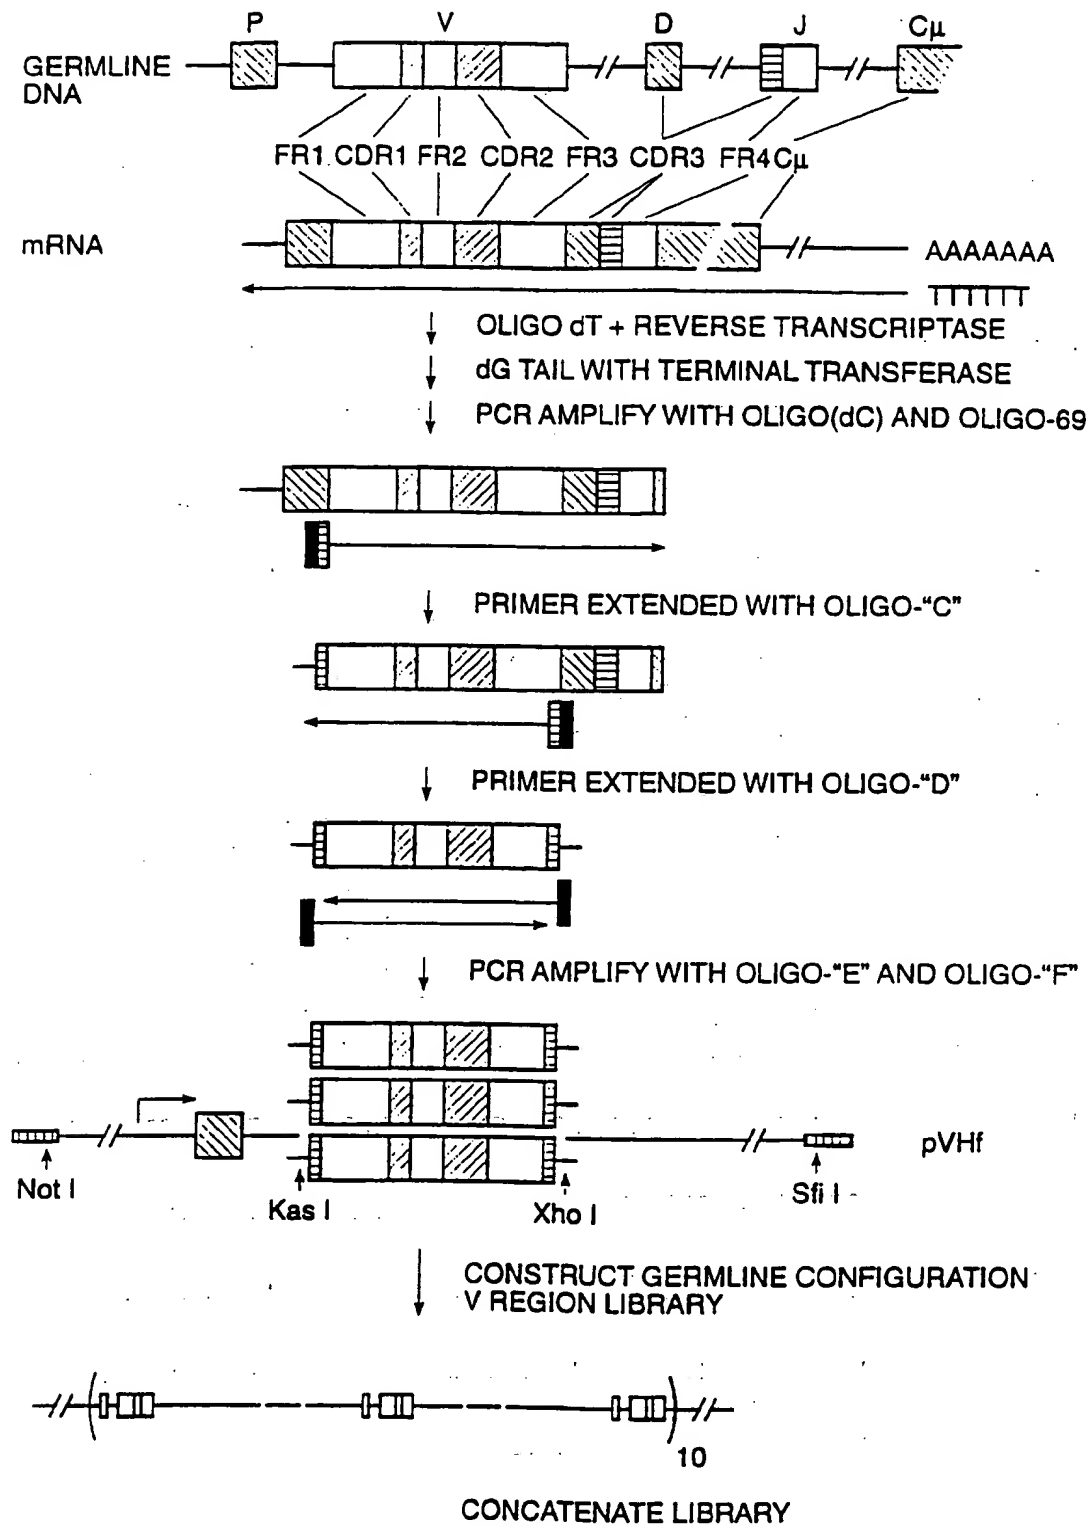 P V D J Cμ
GERMLINE
DNA
FR1 CDR1 FR2 CDR2 FR3 CDR3 FR4 Cμ
mRNA
AAAAAAA
TTTTTT
OLIGO dT + REVERSE TRANSCRIPTASE
dG TAIL WITH TERMINAL TRANSFERASE
PCR AMPLIFY WITH OLIGO(dC) AND OLIGO-69
PRIMER EXTENDED WITH OLIGO-"C"
PRIMER EXTENDED WITH OLIGO-"D"
PCR AMPLIFY WITH OLIGO-"E" AND OLIGO-"F"
pVHf
Not I
Kas I
Xho I
Sfi I
CONSTRUCT GERMLINE CONFIGURATION
V REGION LIBRARY
10
CONCATENATE LIBRARY